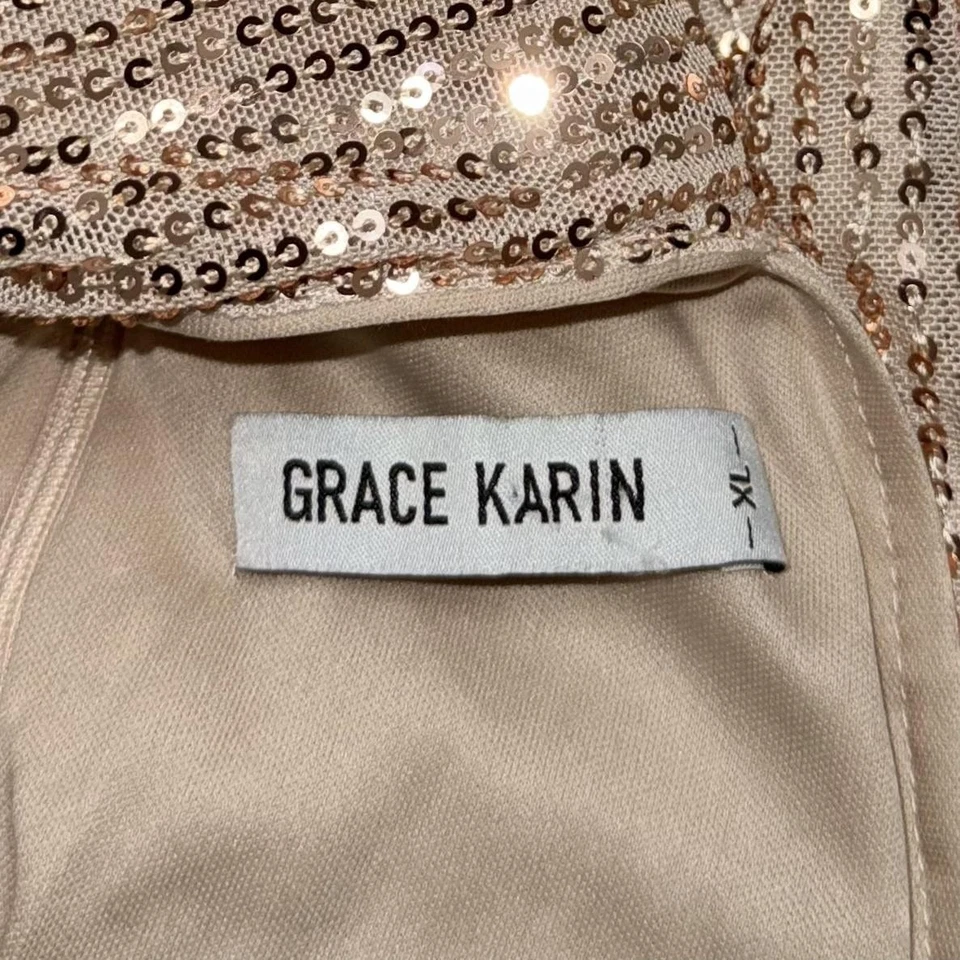 GRACE KARIN
— XL —